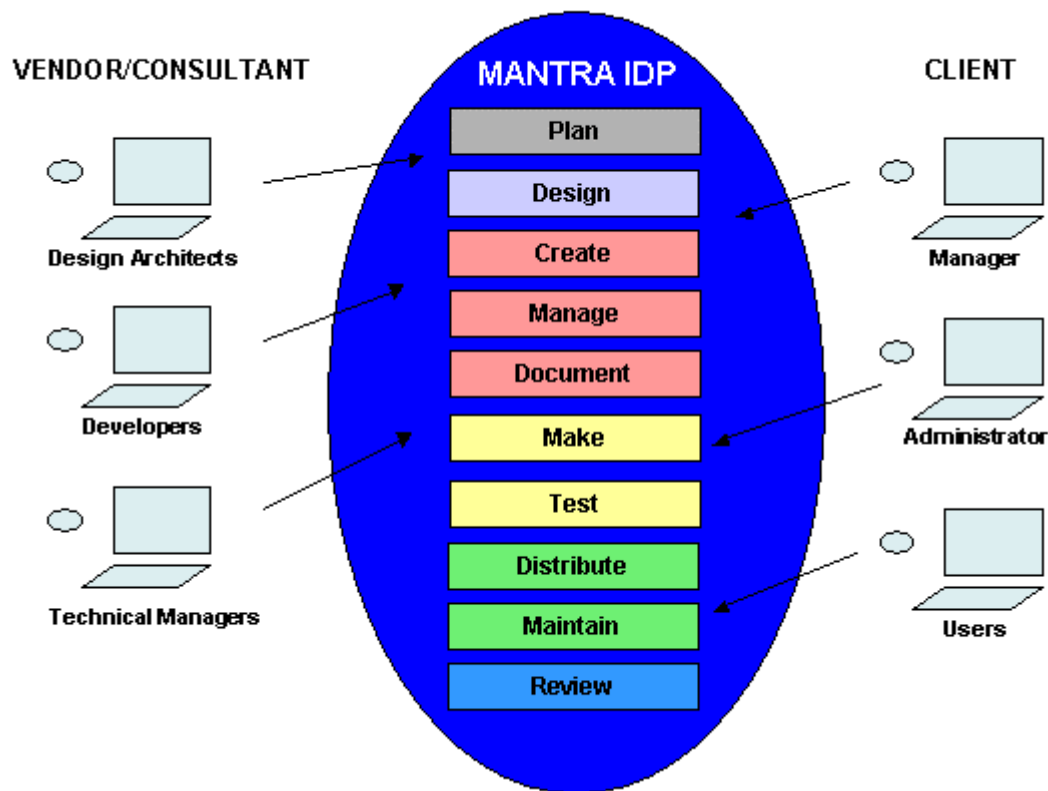 VENDOR/CONSULTANT
Design Architects
Developers
Technical Managers
MANTRA IDP
Plan
Design
Create
Manage
Document
Make
Test
Distribute
Maintain
Review
CLIENT
Manager
Administrator
Users